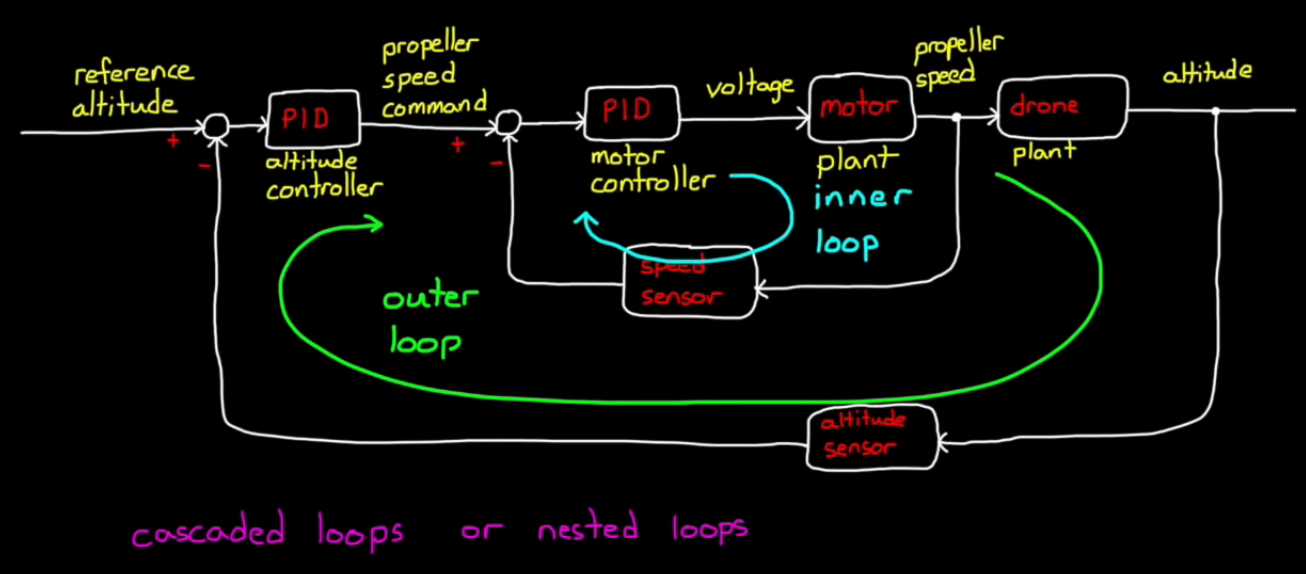 reference
altitude
+
-
PID
altitude
controller
propeller
speed
command
+
-
PID
motor
controller
voltage
motor
plant
propeller
speed
drone
plant
altitude
inner
loop
speed
sensor
outer
loop
altitude
sensor
cascaded loops or nested loops